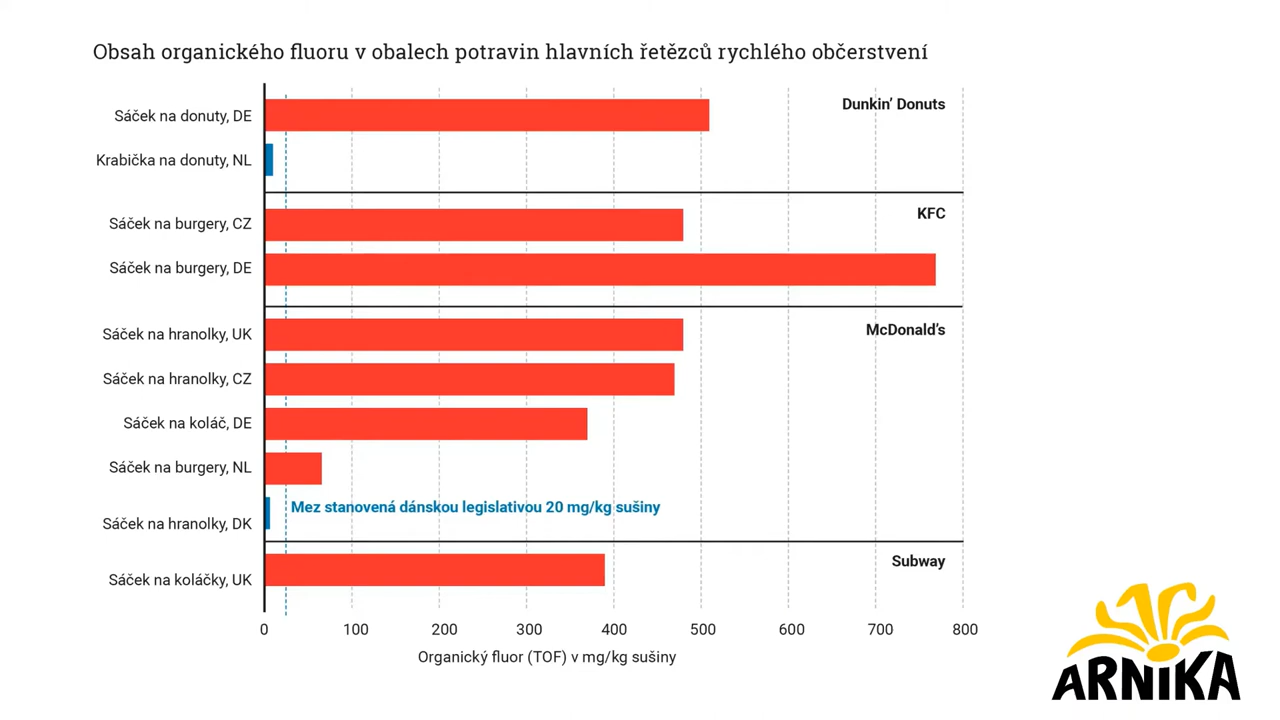 Obsah organického fluoru v obalech potravin hlavních řetězců rychlého občerstvení
Dunkin' Donuts
Sáček na donuty, DE
Krabička na donuty, NL
KFC
Sáček na burgery, CZ
Sáček na burgery, DE
McDonald's
Sáček na hranolky, UK
Sáček na hranolky, CZ
Sáček na koláč, DE
Sáček na burgery, NL
Mez stanovená dánskou legislativou 20 mg/kg sušiny
Sáček na hranolky, DK
Subway
Sáček na koláčky, UK
0 100 200 300 400 500 600 700 800
Organický fluor (TOF) v mg/kg sušiny
ARNiKA